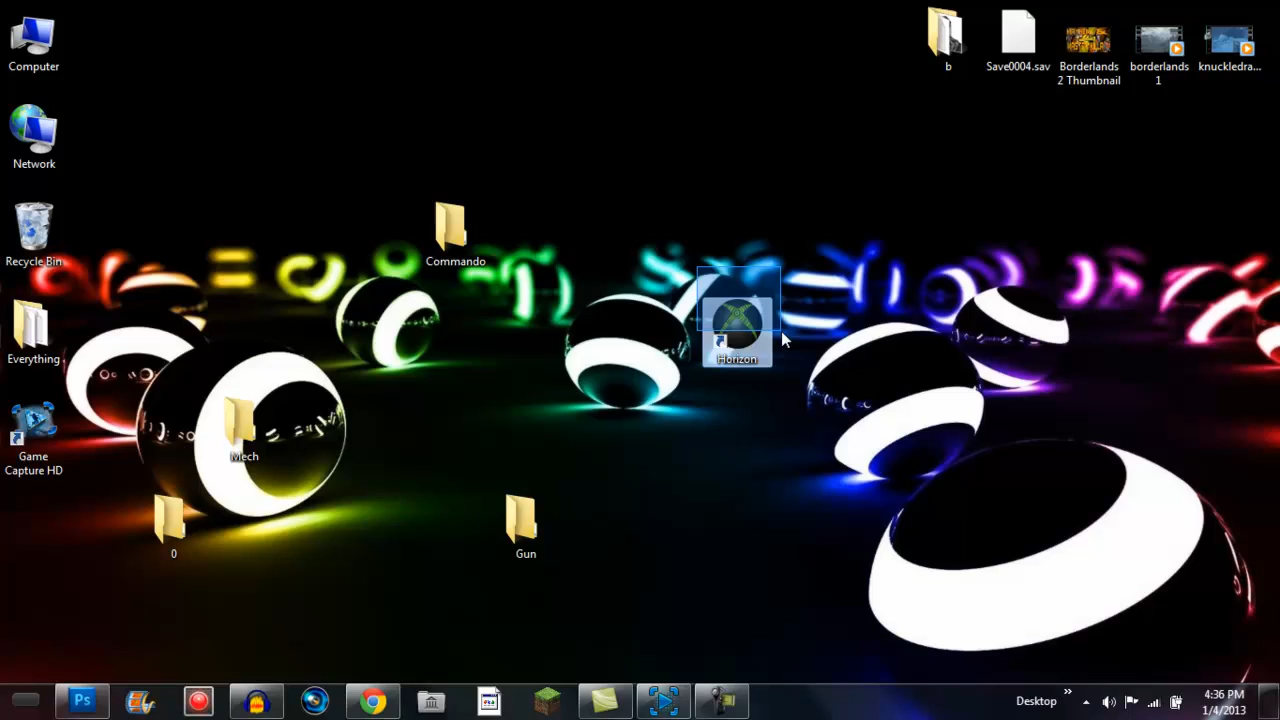 Computer
Network
Recycle Bin
Everything
Game
Capture HD
Commando
Mech
0
Gun
Horizon
b
Save0004.sav
Borderlands
2 Thumbnail
borderlands
1
knuckledra...
Ps
Desktop
4:36 PM
1/4/2013